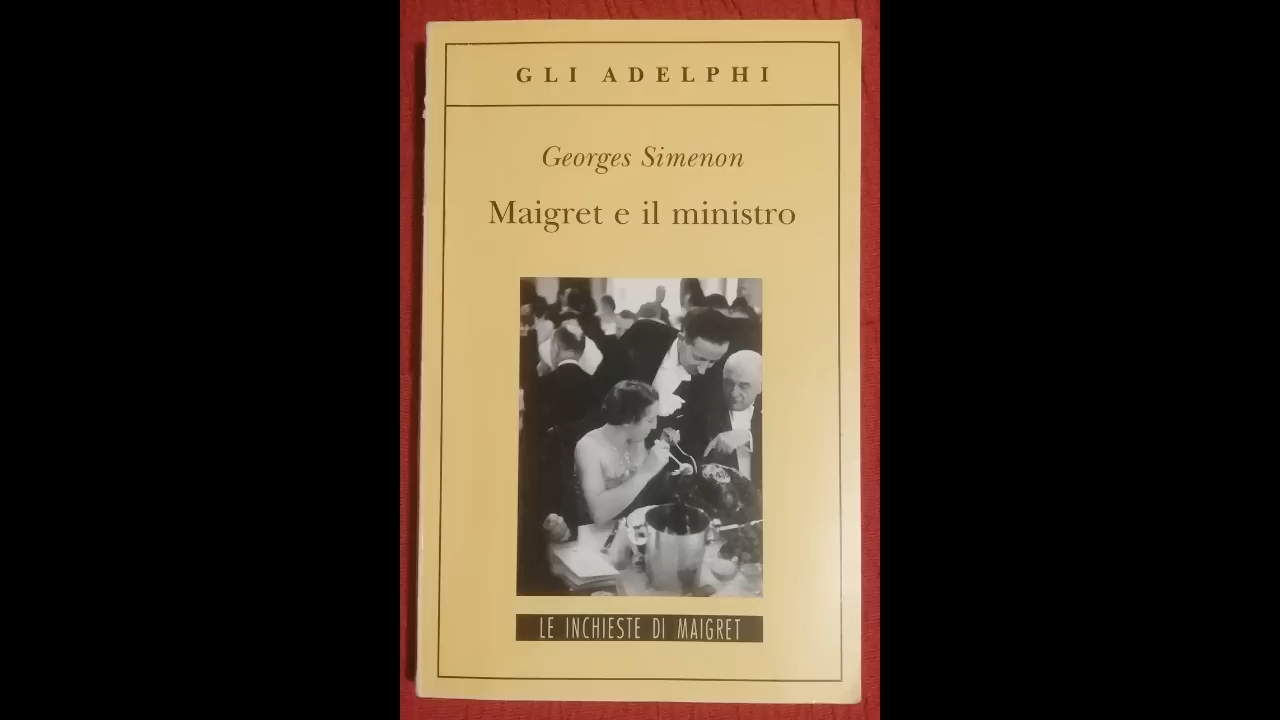 GLI ADELPHI
Georges Simenon
Maigret e il ministro
LE INCHIESTE DI MAIGRET